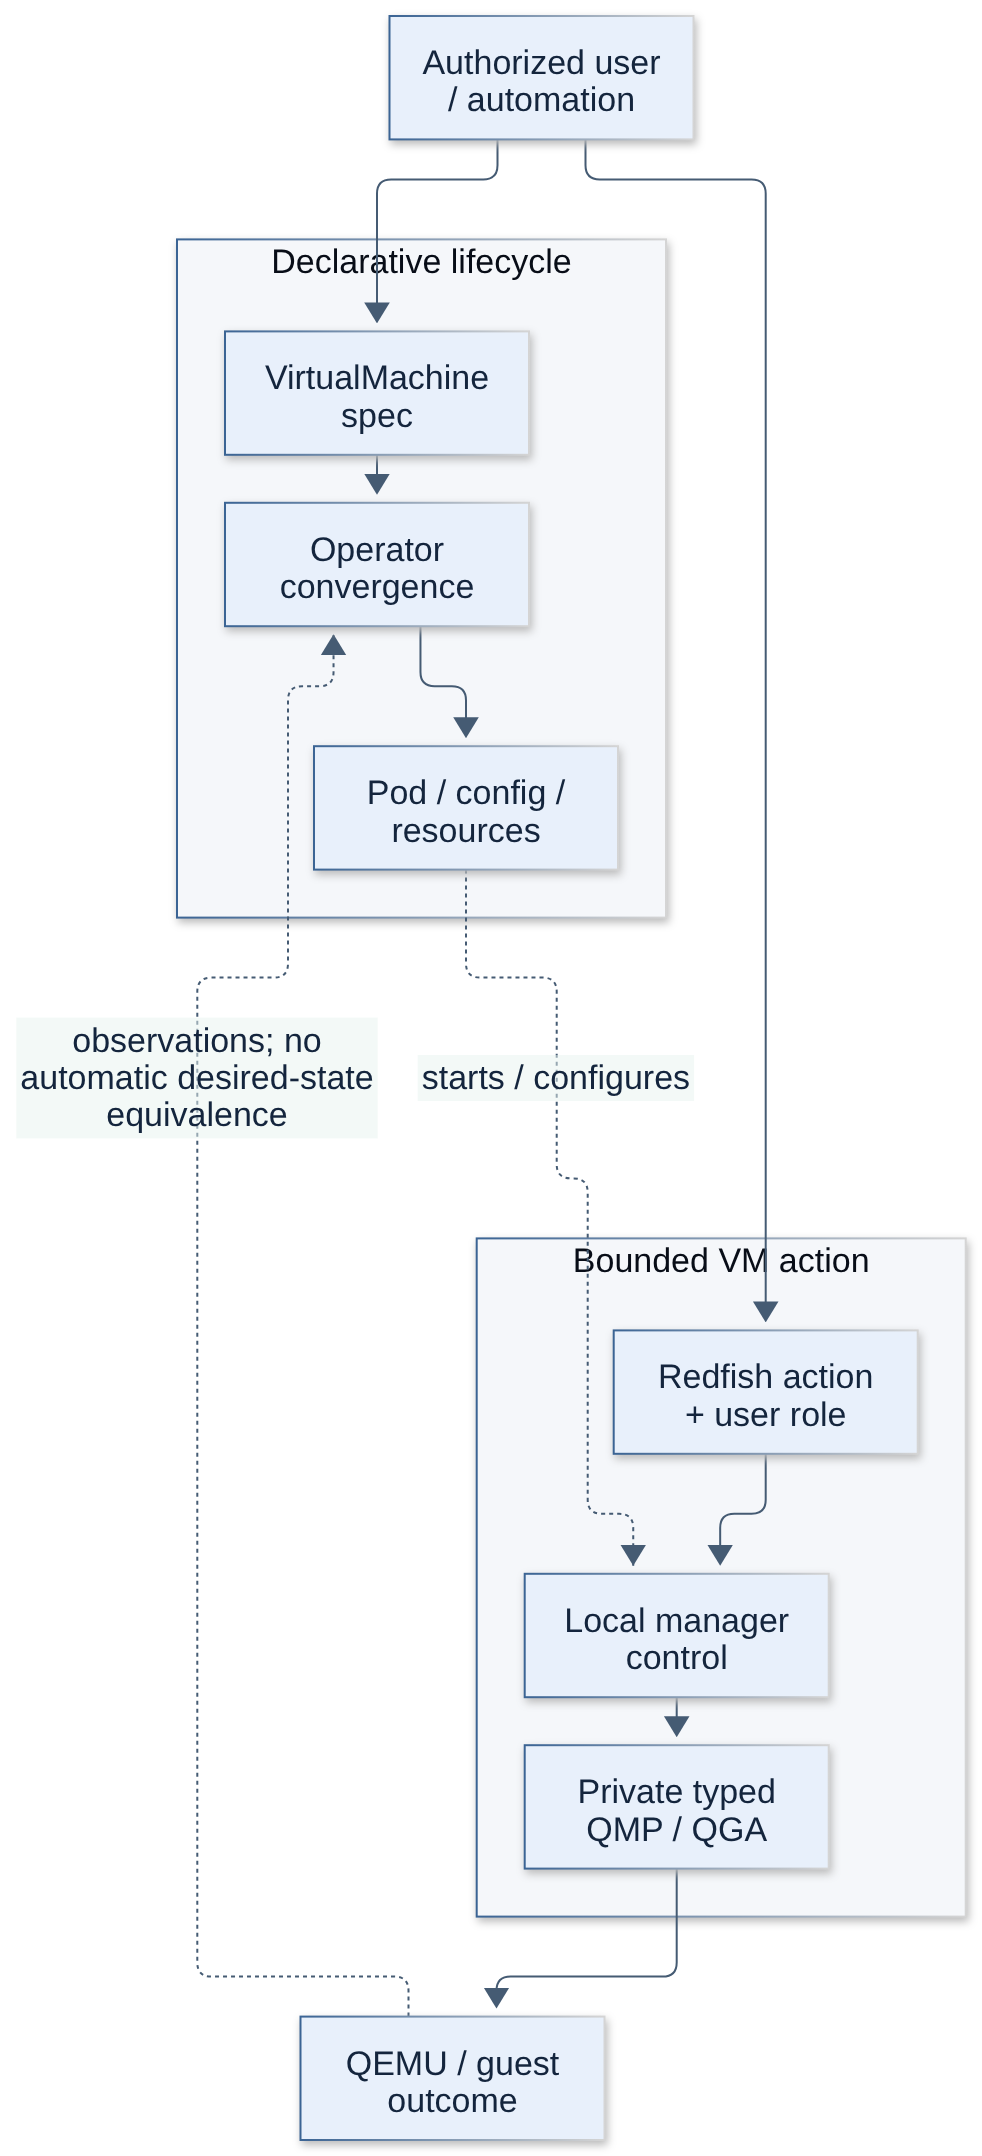 Authorized user
/ automation
Declarative lifecycle
VirtualMachine
spec
Operator
convergence
Pod / config /
resources
observations; no
automatic desired-state
equivalence
starts / configures
Bounded VM action
Redfish action
+ user role
Local manager
control
Private typed
QMP / QGA
QEMU / guest
outcome